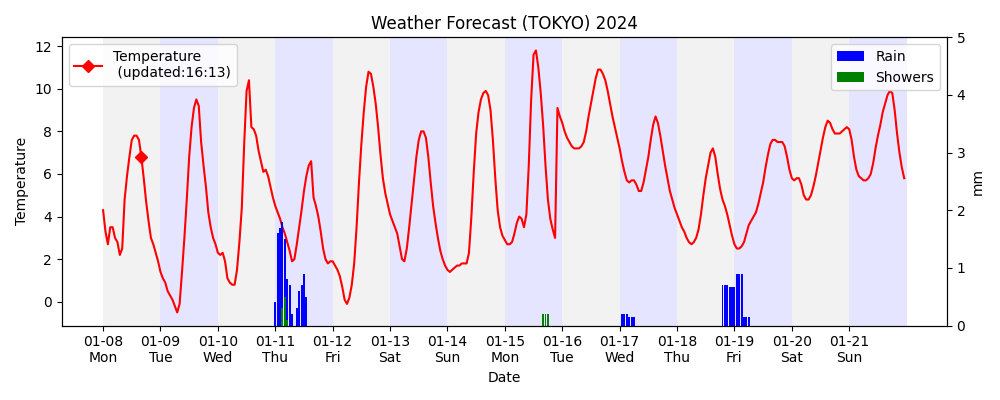 Weather Forecast (TOKYO) 2024
Temperature
(updated:16:13)
Rain
Showers
12
10
8
6
4
2
0
Temperature
5
4
3
2
1
0
mm
01-08 01-09 01-10 01-11 01-12 01-13 01-14 01-15 01-16 01-17 01-18 01-19 01-20 01-21
Mon Tue Wed Thu Fri Sat Sun Mon Tue Wed Thu Fri Sat Sun
Date